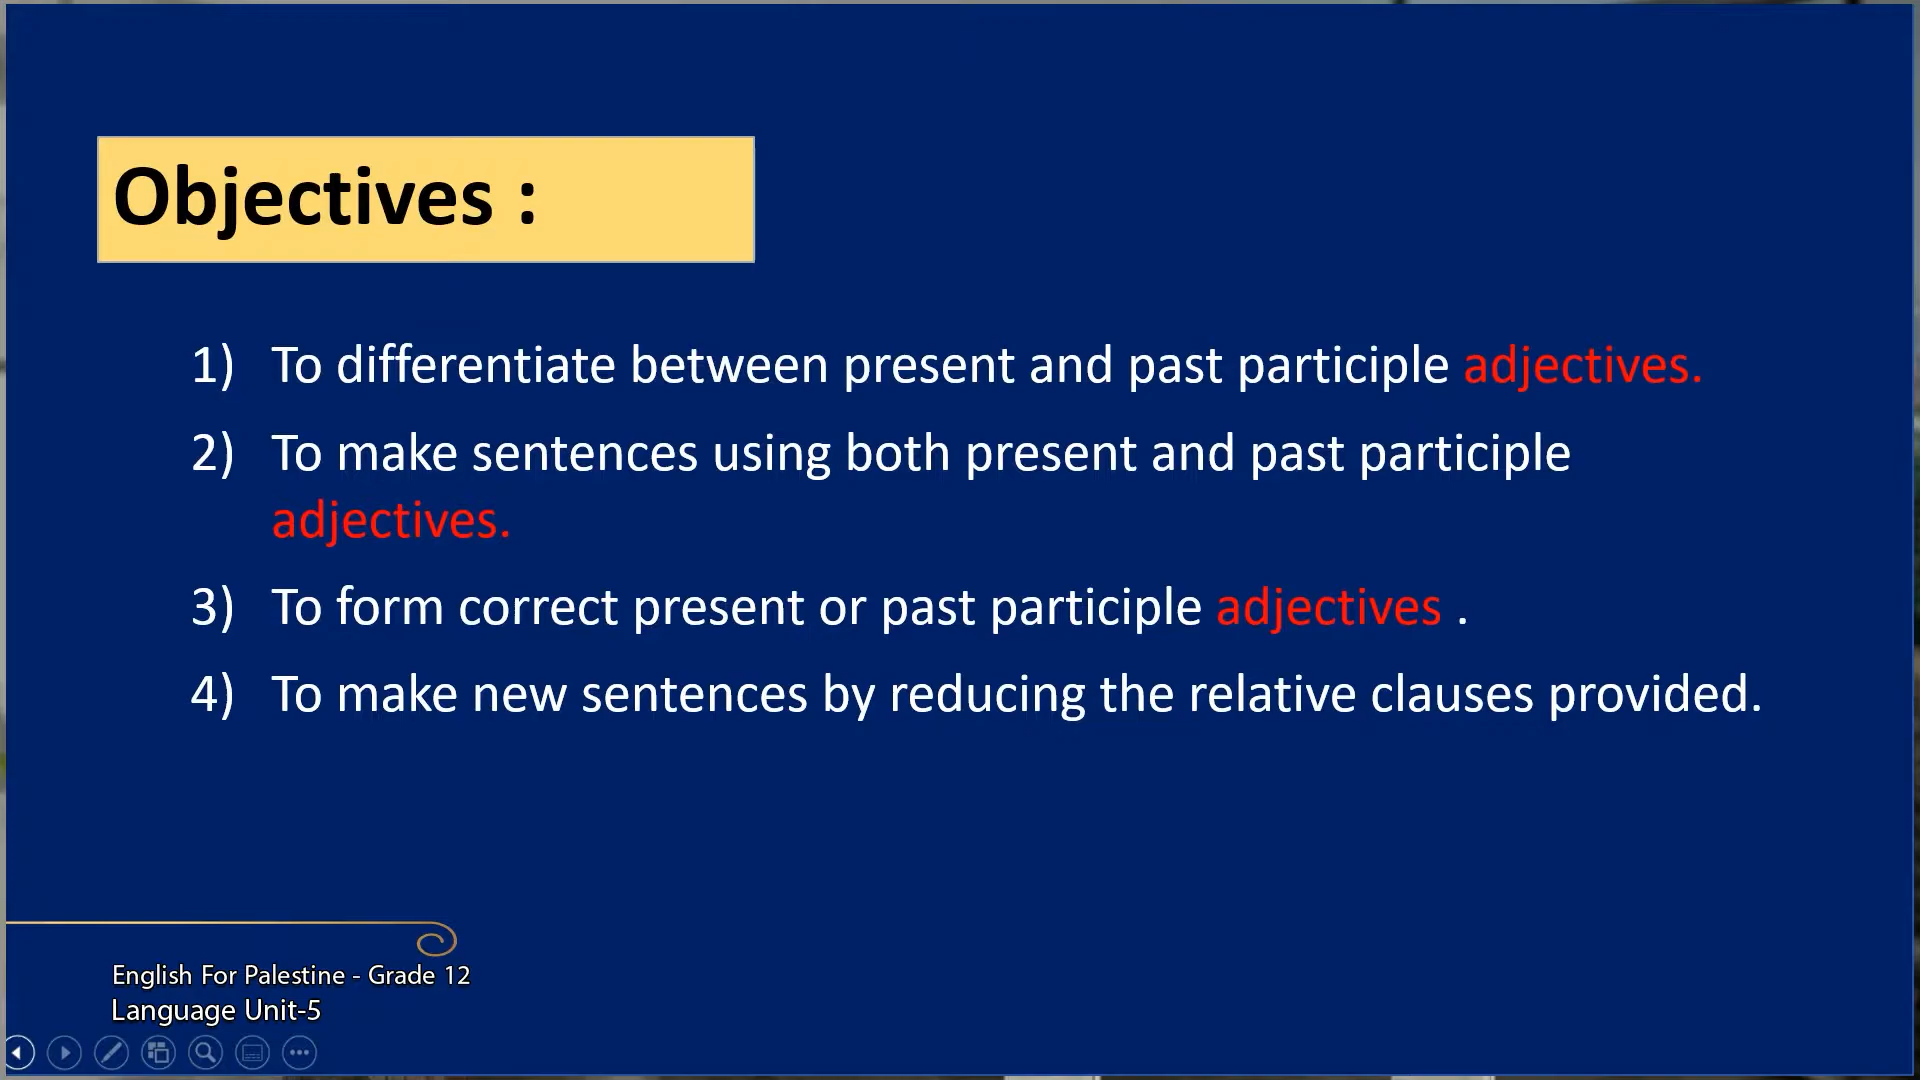 Objectives :
1) To differentiate between present and past participle adjectives.
2) To make sentences using both present and past participle
adjectives.
3) To form correct present or past participle adjectives .
4) To make new sentences by reducing the relative clauses provided.
English For Palestine - Grade 12
Language Unit-5